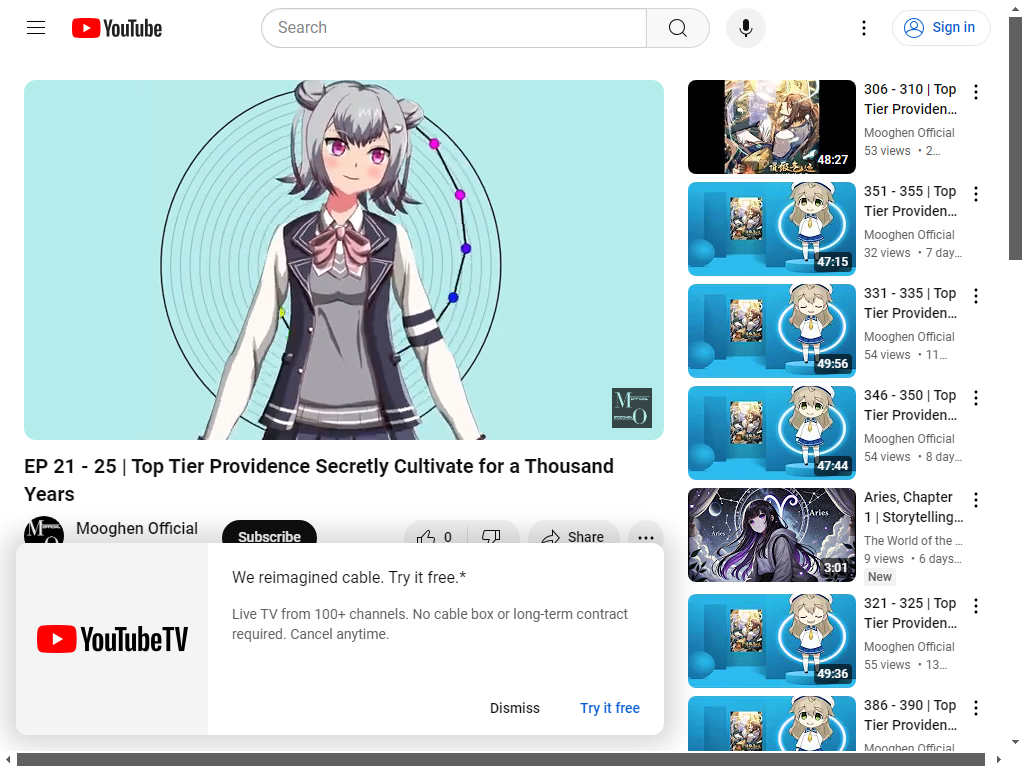 YouTube
Search
Sign in
EP 21 - 25 | Top Tier Providence Secretly Cultivate for a Thousand
Years
Mooghen Official
Subscribe
0
Share
YouTubeTV
We reimagined cable. Try it free.*
Live TV from 100+ channels. No cable box or long-term contract
required. Cancel anytime.
Dismiss
Try it free
48:27
306 - 310 | Top
Tier Providen...
Mooghen Official
53 views • 2...
47:15
351 - 355 | Top
Tier Providen...
Mooghen Official
32 views • 7 day...
49:56
331 - 335 | Top
Tier Providen...
Mooghen Official
54 views • 11...
47:44
346 - 350 | Top
Tier Providen...
Mooghen Official
54 views • 8 day...
Aries
Aries
3:01
Aries, Chapter
1 | Storytelling...
The World of the ...
9 views • 6 days...
New
49:36
321 - 325 | Top
Tier Providen...
Mooghen Official
55 views • 13...
386 - 390 | Top
Tier Providen...
Mooghen Official